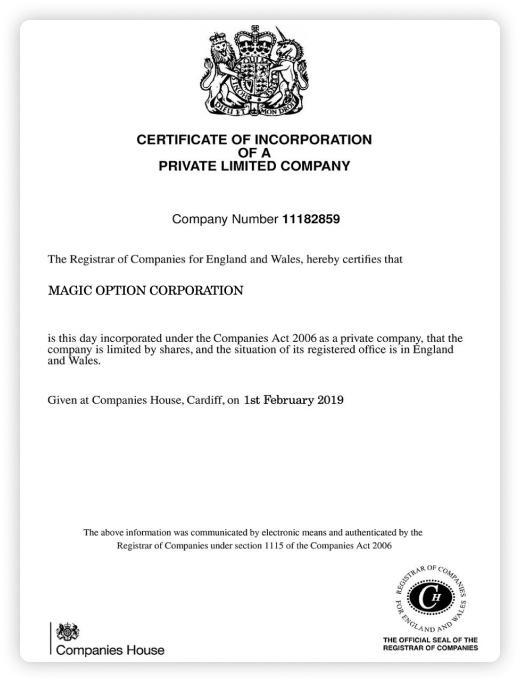 DIEU ET MON DROIT
CERTIFICATE OF INCORPORATION
OF A
PRIVATE LIMITED COMPANY
Company Number 11182859
The Registrar of Companies for England and Wales, hereby certifies that
MAGIC OPTION CORPORATION
is this day incorporated under the Companies Act 2006 as a private company, that the
company is limited by shares, and the situation of its registered office is in England
and Wales.
Given at Companies House, Cardiff, on 1st February 2019
The above information was communicated by electronic means and authenticated by the
Registrar of Companies under section 1115 of the Companies Act 2006
REGISTRAR OF COMPANIES
FOR ENGLAND AND WALES
CH
THE OFFICIAL SEAL OF THE
REGISTRAR OF COMPANIES
Companies House